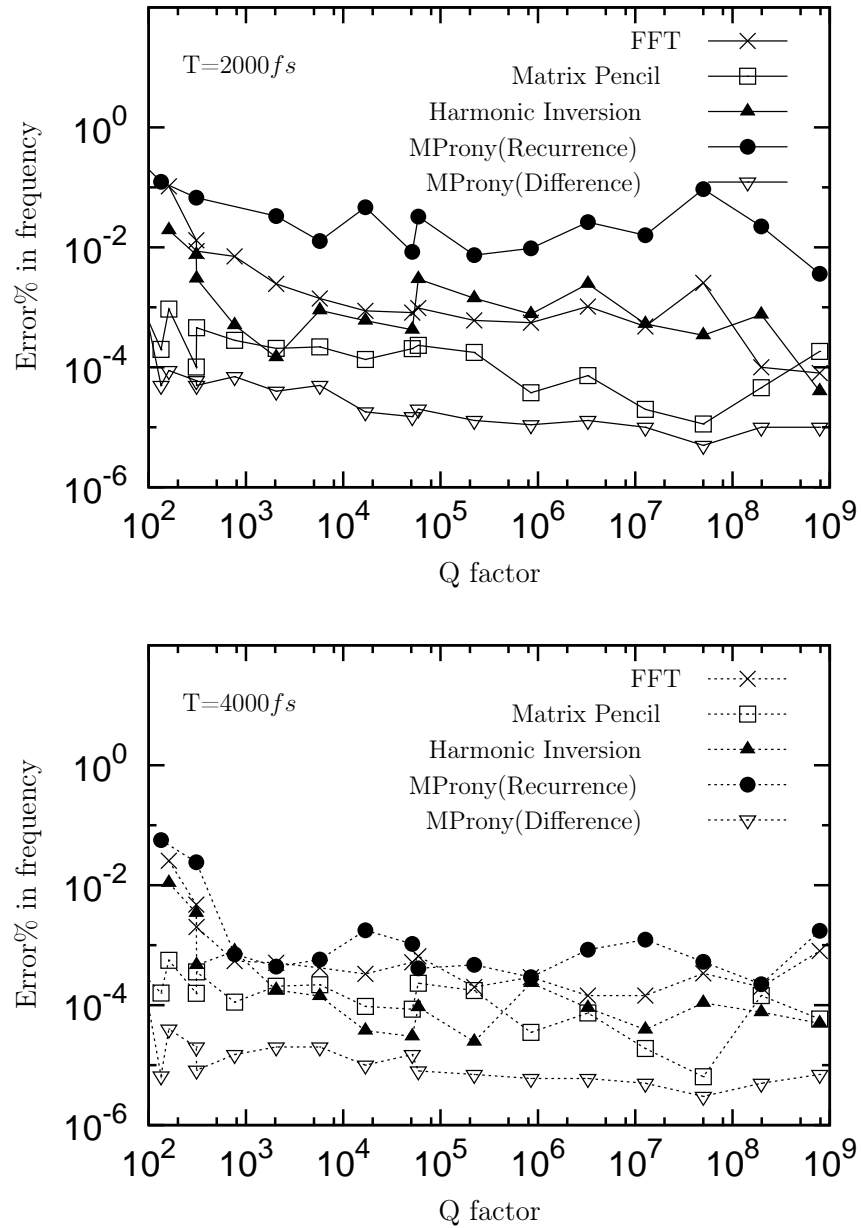 T=2000fs
FFT
Matrix Pencil
Harmonic Inversion
MProny(Recurrence)
MProny(Difference)
Error% in frequency
10^0
10^-2
10^-4
10^-6
10^2 10^3 10^4 10^5 10^6 10^7 10^8 10^9
Q factor
T=4000fs
FFT
Matrix Pencil
Harmonic Inversion
MProny(Recurrence)
MProny(Difference)
Error% in frequency
10^0
10^-2
10^-4
10^-6
10^2 10^3 10^4 10^5 10^6 10^7 10^8 10^9
Q factor